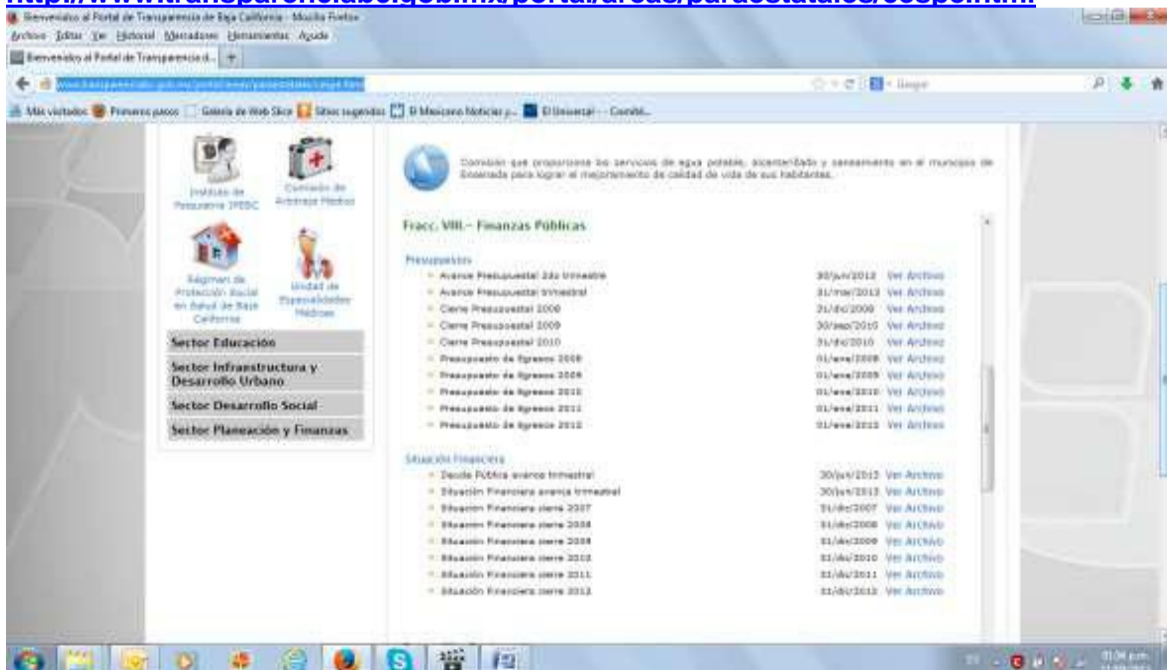 http://www.transparenciabc.gob.mx/portal/areas/paraestatales/cespe.html
Bienvenidos al Portal de Transparencia de Baja California - Mozilla Firefox
Archivo Editar Ver Historial Marcadores Herramientas Ayuda
Bienvenidos al Portal de Transparencia d...
Más visitados Primeros pasos Galería de Web Slice Sitios sugeridos El Mexicano Noticias y... El Universal - - Comité...
Comisión que proporciona los servicios de agua potable, alcantarillado y saneamiento en el municipio de
Ensenada para lograr el mejoramiento de calidad de vida de sus habitantes.
Instituto de
Psiquiatría IPEBC
Comisión de
Arbitraje Médico
Régimen de
Protección Social
en Salud de Baja
California
Unidad de
Especialidades
Médicas
Sector Educación
Sector Infraestructura y
Desarrollo Urbano
Sector Desarrollo Social
Sector Planeación y Finanzas
Fracc. VIII.- Finanzas Públicas
Presupuestos
Avance Presupuestal 2do trimestre 30/jun/2013 Ver Archivo
Avance Presupuestal trimestral 31/mar/2013 Ver Archivo
Cierre Presupuestal 2008 31/dic/2008 Ver Archivo
Cierre Presupuestal 2009 30/sep/2010 Ver Archivo
Cierre Presupuestal 2010 31/dic/2010 Ver Archivo
Presupuesto de Egresos 2008 01/ene/2008 Ver Archivo
Presupuesto de Egresos 2009 01/ene/2009 Ver Archivo
Presupuesto de Egresos 2010 01/ene/2010 Ver Archivo
Presupuesto de Egresos 2011 01/ene/2011 Ver Archivo
Presupuesto de Egresos 2012 01/ene/2012 Ver Archivo
Situación Financiera
Deuda Pública avance trimestral 30/jun/2013 Ver Archivo
Situación Financiera avance trimestral 30/jun/2013 Ver Archivo
Situación Financiera cierre 2007 31/dic/2007 Ver Archivo
Situación Financiera cierre 2008 31/dic/2008 Ver Archivo
Situación Financiera cierre 2009 31/dic/2009 Ver Archivo
Situación Financiera cierre 2010 31/dic/2010 Ver Archivo
Situación Financiera cierre 2011 31/dic/2011 Ver Archivo
Situación Financiera cierre 2012 31/dic/2012 Ver Archivo